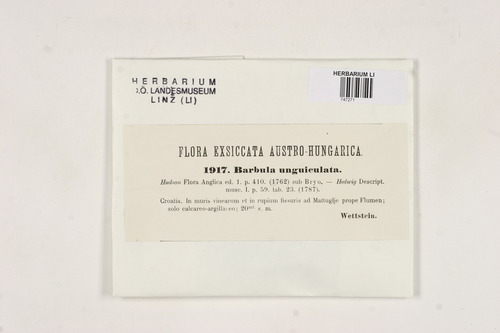 HERBARIUM
O.Ö. LANDESMUSEUM
LINZ (LI)
HERBARIUM LI
147271
FLORA EXSICCATA AUSTRO-HUNGARICA.
1917. Barbula unguiculata.
Hudson Flora Anglica ed. 1. p. 410. (1762) sub Bryo. — Hedwig Descript.
musc. I. p. 59. tab. 23. (1787).
Croatia. In muris vinearum et in rupium fissuris ad Mattuglje prope Flumen;
solo calcareo-argillaceo; 200m s. m.
Wettstein.